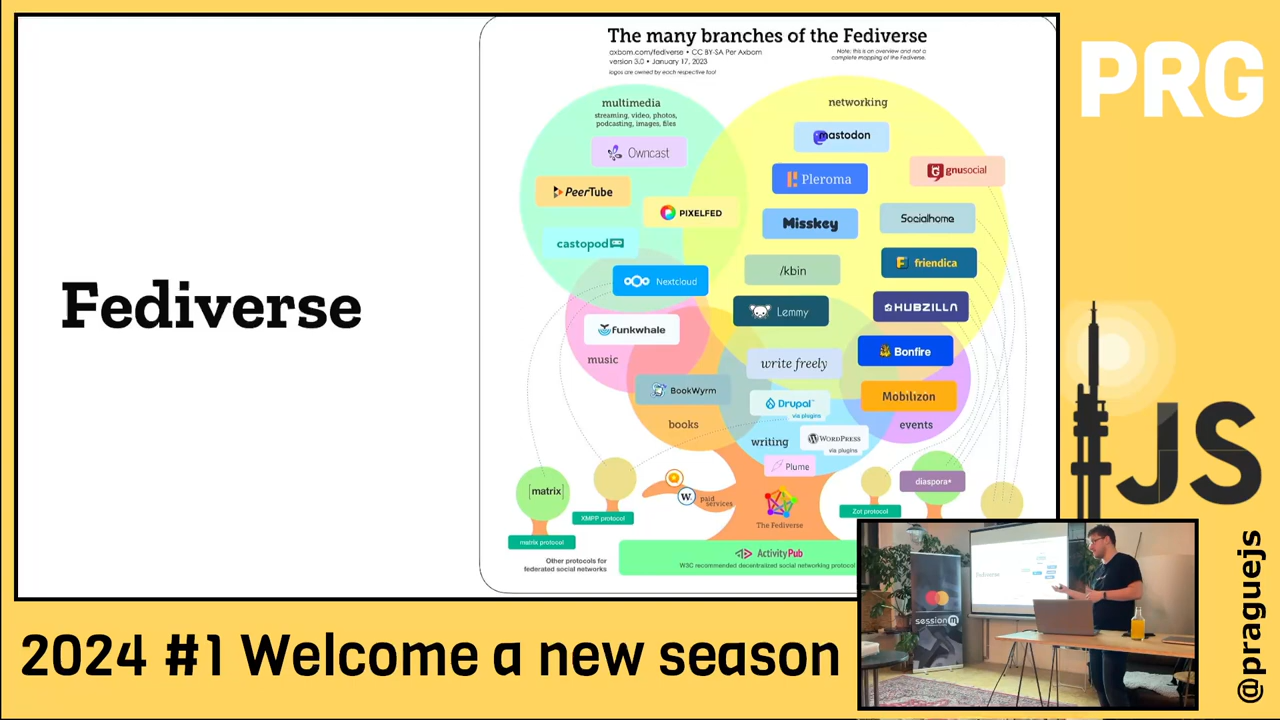 The many branches of the Fediverse
axbom.com/fediverse • CC BY-SA Per Axbom
version 3.0 • January 17, 2023
logos are owned by each respective tool
Note: this is an overview and not a
complete mapping of the Fediverse.
PRG
multimedia
streaming, video, photos,
podcasting, images, files
networking
mastodon
Owncast
gnusocial
Pleroma
PeerTube
PIXELFED
Misskey
Socialhome
castopod
/kbin
friendica
Nextcloud
Lemmy
HUBZILLA
Fediverse
funkwhale
music
write freely
Bonfire
BookWyrm
Drupal
via plugins
Mobilizon
books
writing
WORDPRESS
via plugins
events
Plume
[matrix]
matrix protocol
XMPP protocol
W.
paid
services
The Fediverse
Zot protocol
diaspora*
JS
Other protocols for
federated social networks
ActivityPub
W3C recommended decentralized social networking protocol
Fediverse
sessionm
2024 #1 Welcome a new season
@praguejs